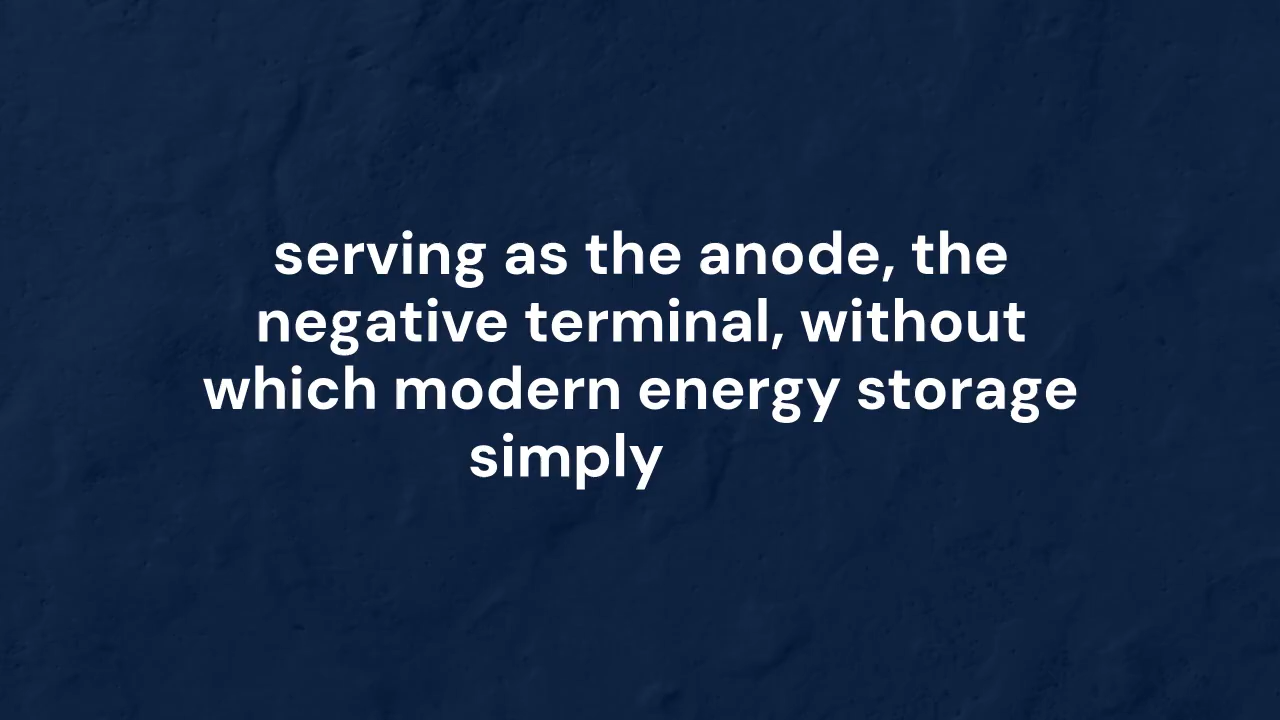 serving as the anode, the
negative terminal, without
which modern energy storage
simply